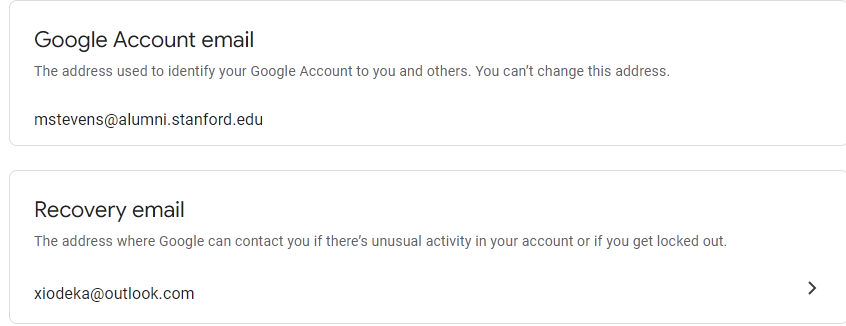 Google Account email
The address used to identify your Google Account to you and others. You can't change this address.
mstevens@alumni.stanford.edu
Recovery email
The address where Google can contact you if there's unusual activity in your account or if you get locked out.
xiodeka@outlook.com